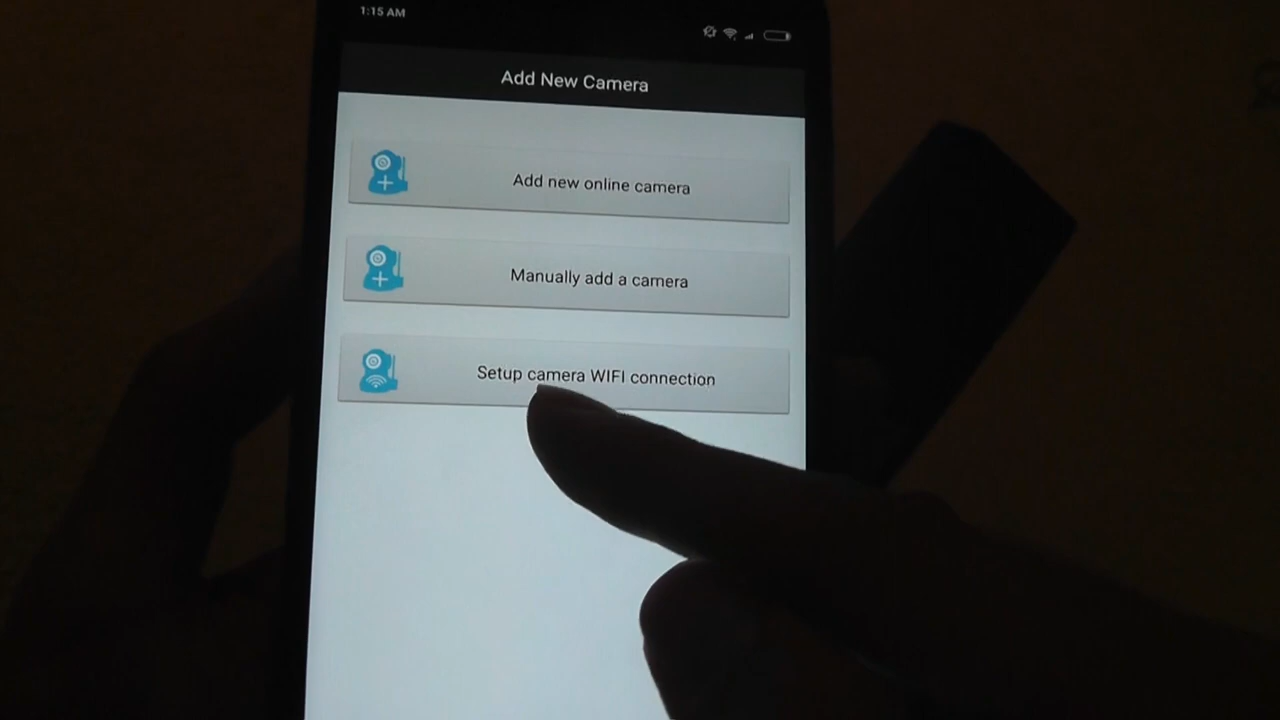 1:15 AM
Add New Camera
Add new online camera
Manually add a camera
Setup camera WIFI connection